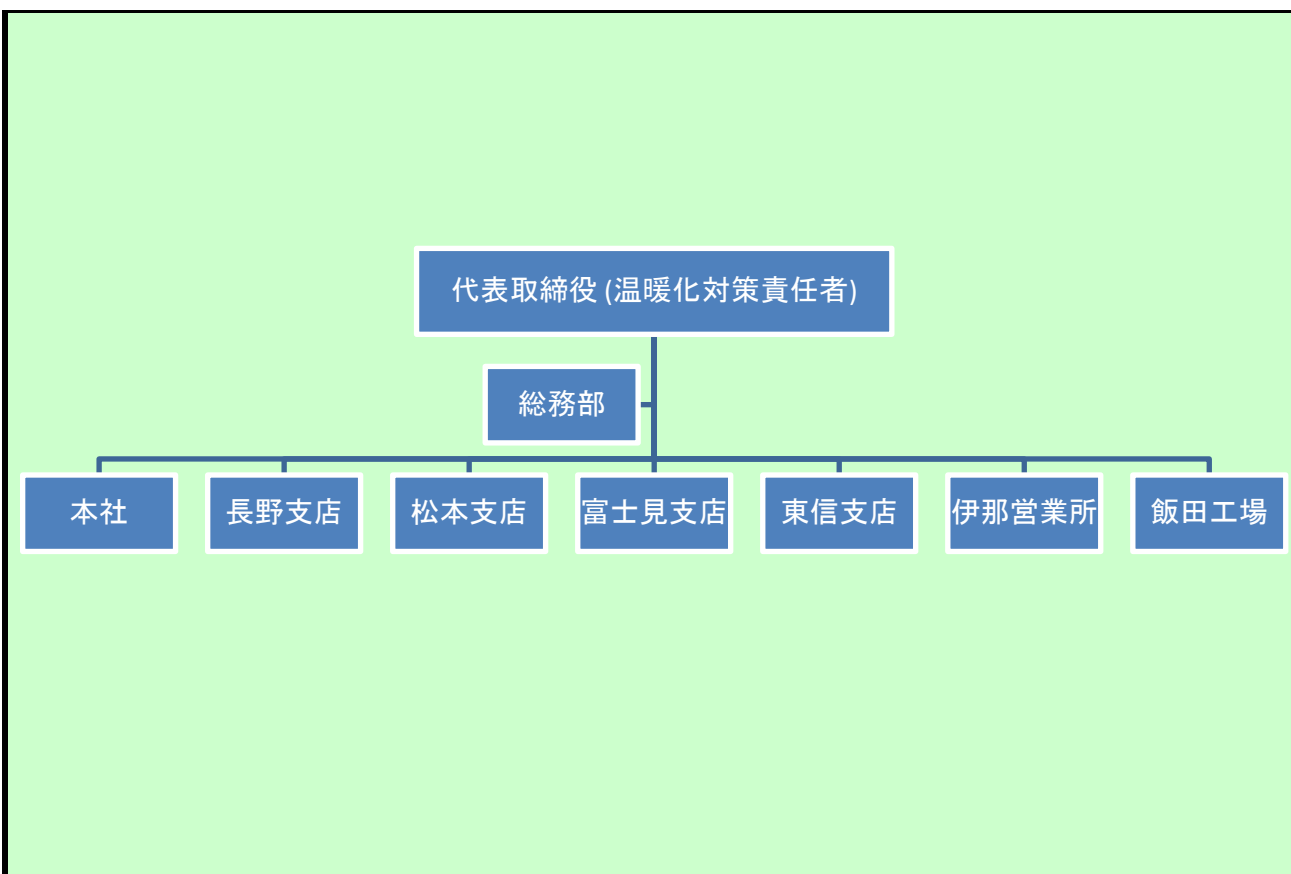 代表取締役 (温暖化対策責任者)
総務部
本社
長野支店
松本支店
富士見支店
東信支店
伊那営業所
飯田工場